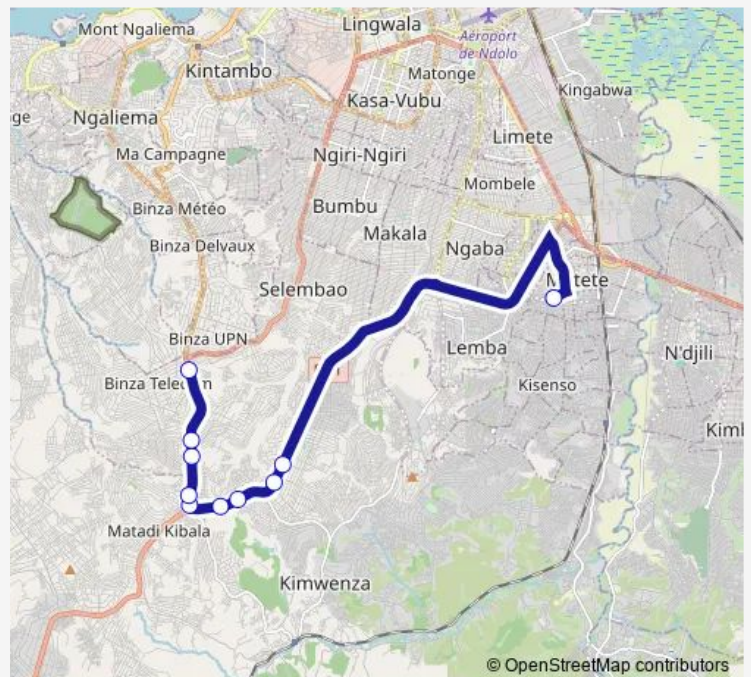 Mont Ngaliema
Lingwala
Aéroport
de Ndolo
Kintambo
Matonge
Kingabwa
Kasa-Vubu
ge
Ngaliema
Limete
Ma Campagne
Ngiri-Ngiri
Mombele
Binza Météo
Bumbu
Makala
Binza Delvaux
Ngaba
Selembao
Binza UPN
Lemba
N'djili
Kisenso
Matadi Kibala
Kimwenza
© OpenStreetMap contributors